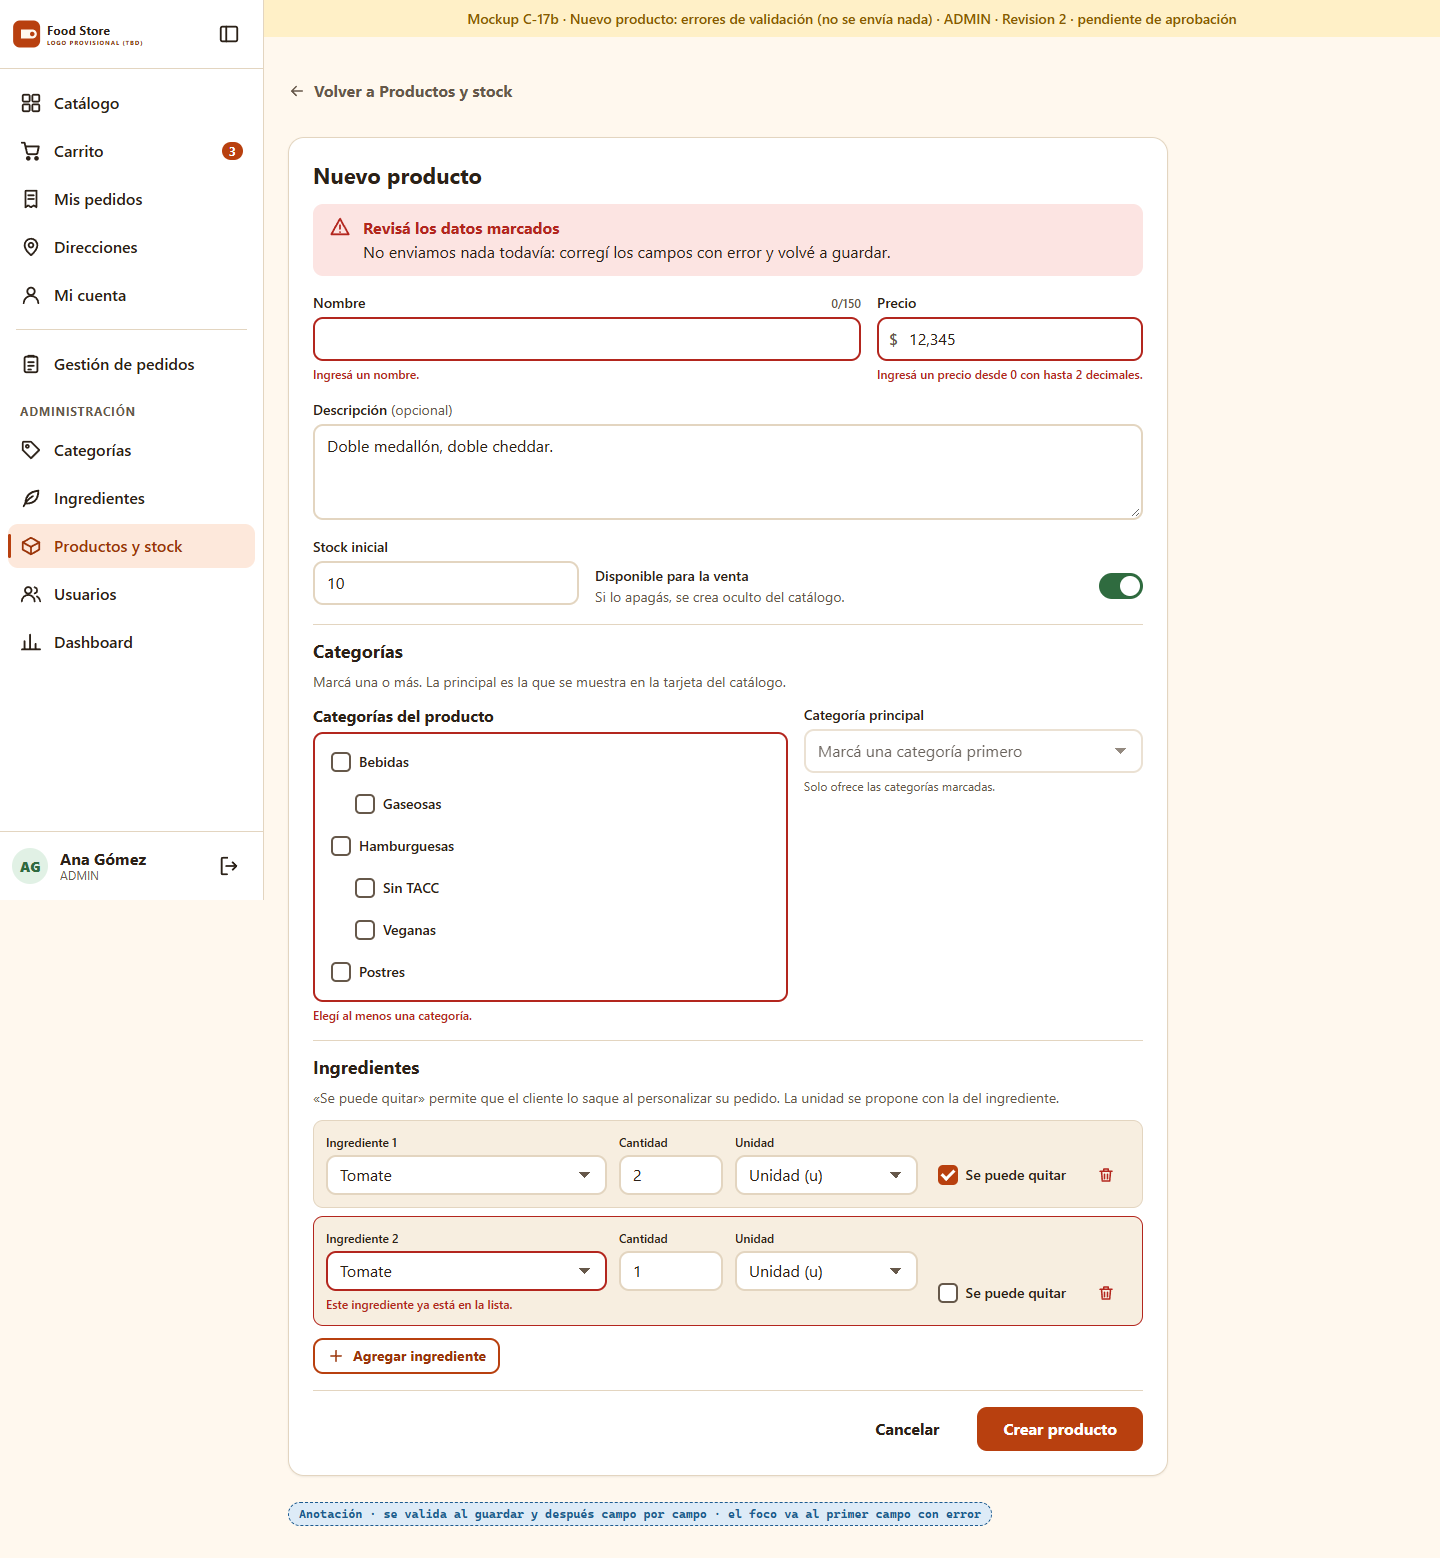 Mockup C-17b · Nuevo producto: errores de validación (no se envía nada) · ADMIN · Revision 2 · pendiente de aprobación
Food Store
LOGO PROVISIONAL (TBD)
Catálogo
Carrito
3
Mis pedidos
Direcciones
Mi cuenta
Gestión de pedidos
ADMINISTRACIÓN
Categorías
Ingredientes
Productos y stock
Usuarios
Dashboard
AG
Ana Gómez
ADMIN
Volver a Productos y stock
Nuevo producto
Revisá los datos marcados
No enviamos nada todavía: corregí los campos con error y volvé a guardar.
Nombre
0/150
Ingresá un nombre.
Precio
$ 12,345
Ingresá un precio desde 0 con hasta 2 decimales.
Descripción (opcional)
Doble medallón, doble cheddar.
Stock inicial
10
Disponible para la venta
Si lo apagás, se crea oculto del catálogo.
Categorías
Marcá una o más. La principal es la que se muestra en la tarjeta del catálogo.
Categorías del producto
Bebidas
Gaseosas
Hamburguesas
Sin TACC
Veganas
Postres
Elegí al menos una categoría.
Categoría principal
Marcá una categoría primero
Solo ofrece las categorías marcadas.
Ingredientes
«Se puede quitar» permite que el cliente lo saque al personalizar su pedido. La unidad se propone con la del ingrediente.
Ingrediente 1
Cantidad
Unidad
Tomate
2
Unidad (u)
Se puede quitar
Ingrediente 2
Cantidad
Unidad
Tomate
1
Unidad (u)
Se puede quitar
Este ingrediente ya está en la lista.
Agregar ingrediente
Cancelar
Crear producto
Anotación · se valida al guardar y después campo por campo · el foco va al primer campo con error